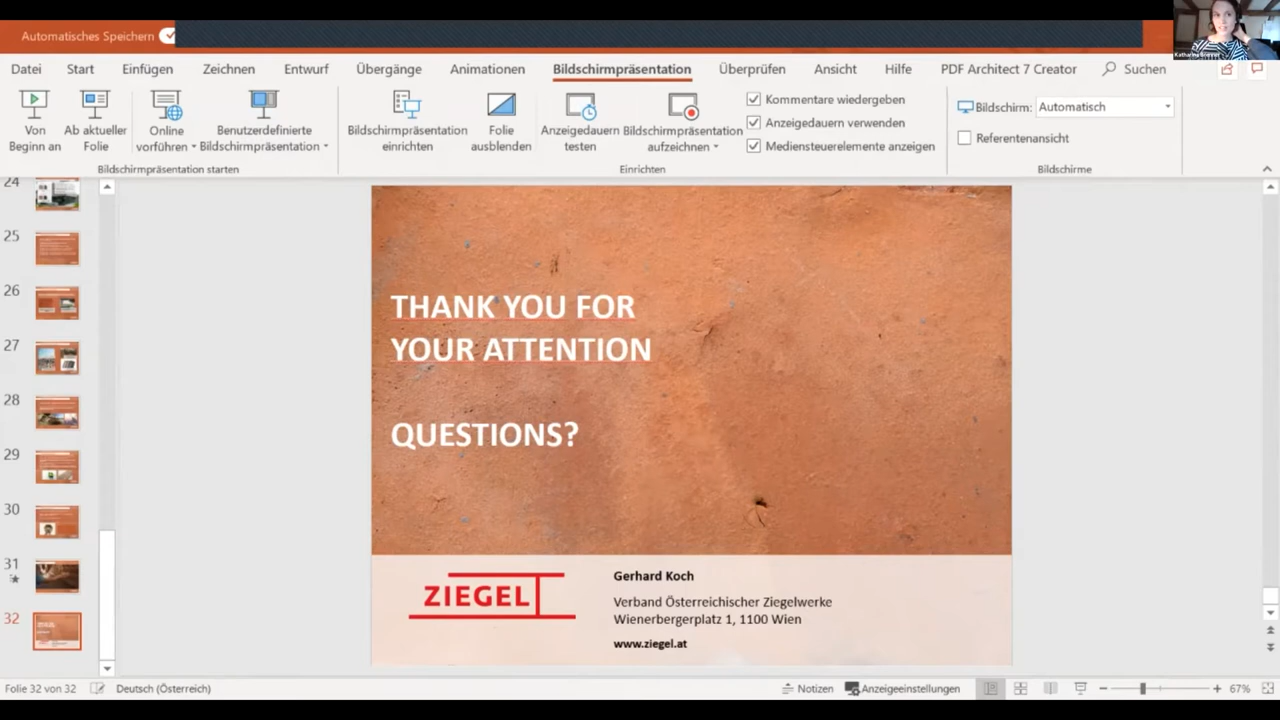 Automatisches Speichern
Datei Start Einfügen Zeichnen Entwurf Übergänge Animationen Bildschirmpräsentation Überprüfen Ansicht Hilfe PDF Architect 7 Creator Suchen
Von Beginn an
Ab aktueller Folie
Online vorführen
Benutzerdefinierte Bildschirmpräsentation
Bildschirmpräsentation einrichten
Folie ausblenden
Anzeigedauern testen
Bildschirmpräsentation aufzeichnen
Kommentare wiedergeben
Anzeigedauern verwenden
Mediensteuerelemente anzeigen
Bildschirm: Automatisch
Referentenansicht
Bildschirmpräsentation starten
Einrichten
Bildschirme
24
25
26
27
28
29
30
31
32
THANK YOU FOR
YOUR ATTENTION
QUESTIONS?
ZIEGEL
Gerhard Koch
Verband Österreichischer Ziegelwerke
Wienerbergerplatz 1, 1100 Wien
www.ziegel.at
Folie 32 von 32 Deutsch (Österreich) Notizen Anzeigeeinstellungen 67%